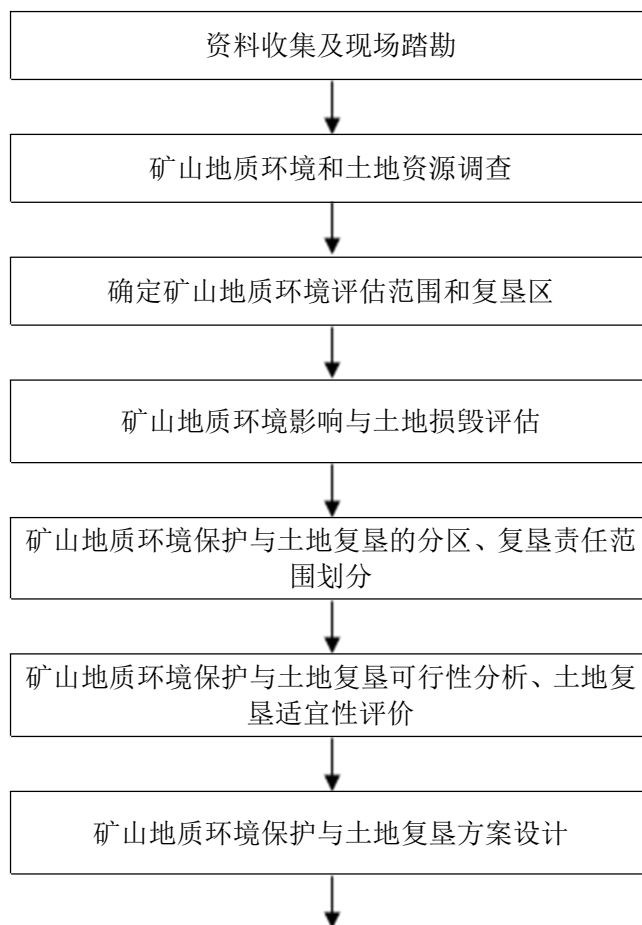 资料收集及现场踏勘
矿山地质环境和土地资源调查
确定矿山地质环境评估范围和复垦区
矿山地质环境影响与土地损毁评估
矿山地质环境保护与土地复垦的分区、复垦责任范
围划分
矿山地质环境保护与土地复垦可行性分析、土地复
垦适宜性评价
矿山地质环境保护与土地复垦方案设计